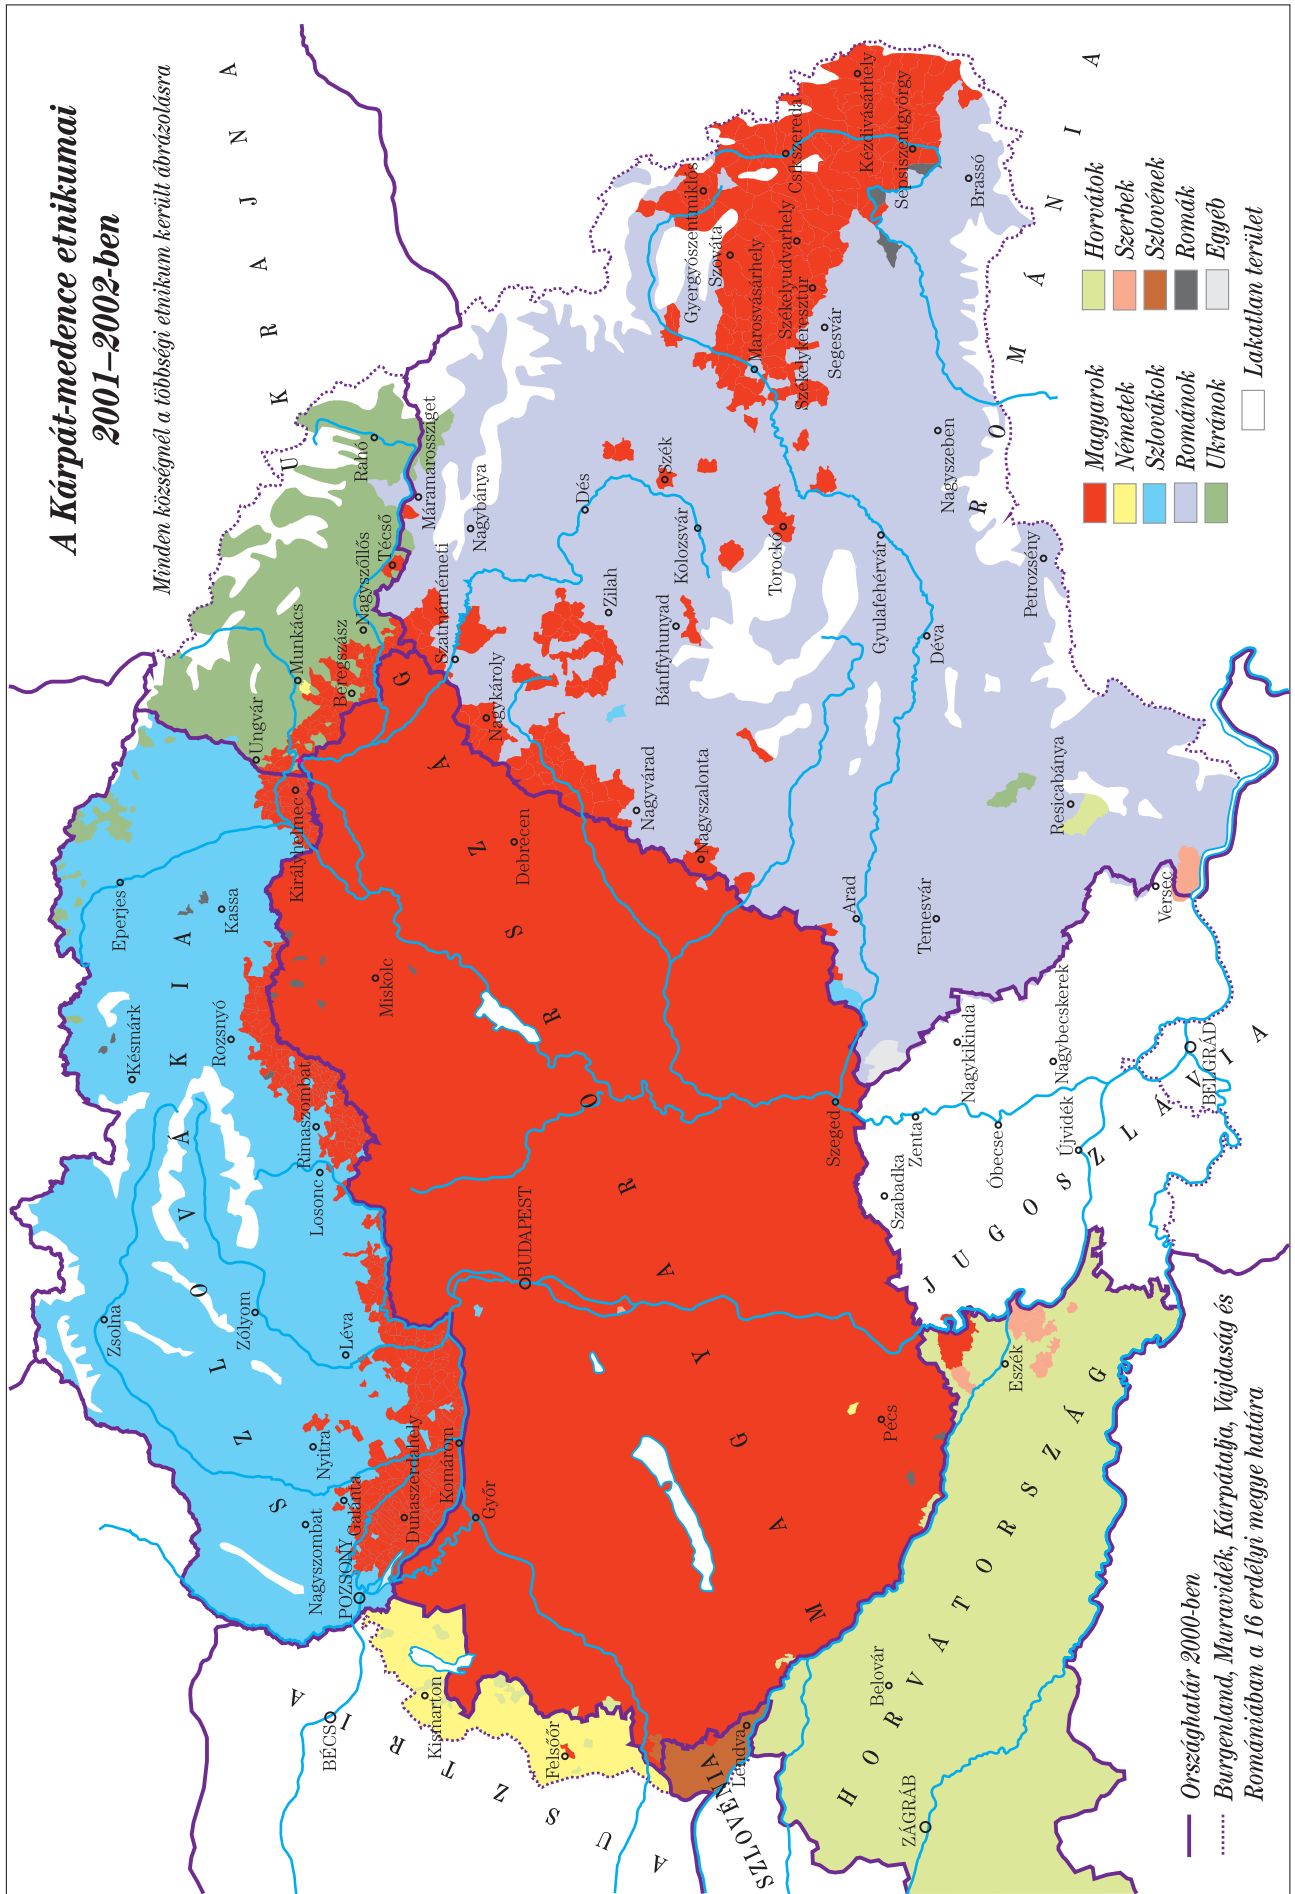 A Kárpát-medence etnikumai
2001–2002-ben
Minden községnél a többségi etnikum került ábrázolásra
UKRAJNA
SZLOVÁKIA
AUSZTRIA
SZLOVÉNIA
HORVÁTORSZÁG
JUGOSZLÁVIA
ROMÁNIA
MAGYARORSZÁG
BÉCS
POZSONY
Nagyszombat
Galánta
Nyitra
Dunaszerdahely
Komárom
Győr
Zsolna
Zólyom
Léva
Losonc
Rimaszombat
Rozsnyó
Késmárk
Eperjes
Kassa
Királyhelmec
Ungvár
Munkács
Beregszász
Nagyszőllős
Técső
Rahó
Máramarossziget
Kismarton
Felsőőr
Lendva
BUDAPEST
Miskolc
Debrecen
Szeged
Pécs
Szatmárnémeti
Nagybánya
Nagykároly
Zilah
Dés
Szék
Kolozsvár
Bánffyhunyad
Nagyvárad
Nagyszalonta
Torockó
Gyulafehérvár
Déva
Arad
Temesvár
Resicabánya
Petrozsény
Nagyszeben
Brassó
Segesvár
Székelykeresztúr
Székelyudvarhely
Marosvásárhely
Szováta
Gyergyószentmiklós
Csíkszereda
Kézdivásárhely
Sepsiszentgyörgy
Versec
Nagykikinda
Nagybecskerek
BELGRÁD
Újvidék
Óbecse
Zenta
Szabadka
Eszék
Belovár
ZÁGRÁB
Magyarok
Németek
Szlovákok
Románok
Ukránok
Horvátok
Szerbek
Szlovének
Romák
Egyéb
Lakatlan terület
Országhatár 2000-ben
Burgenland, Muravidék, Kárpátalja, Vajdaság és
Romániában a 16 erdélyi megye határa